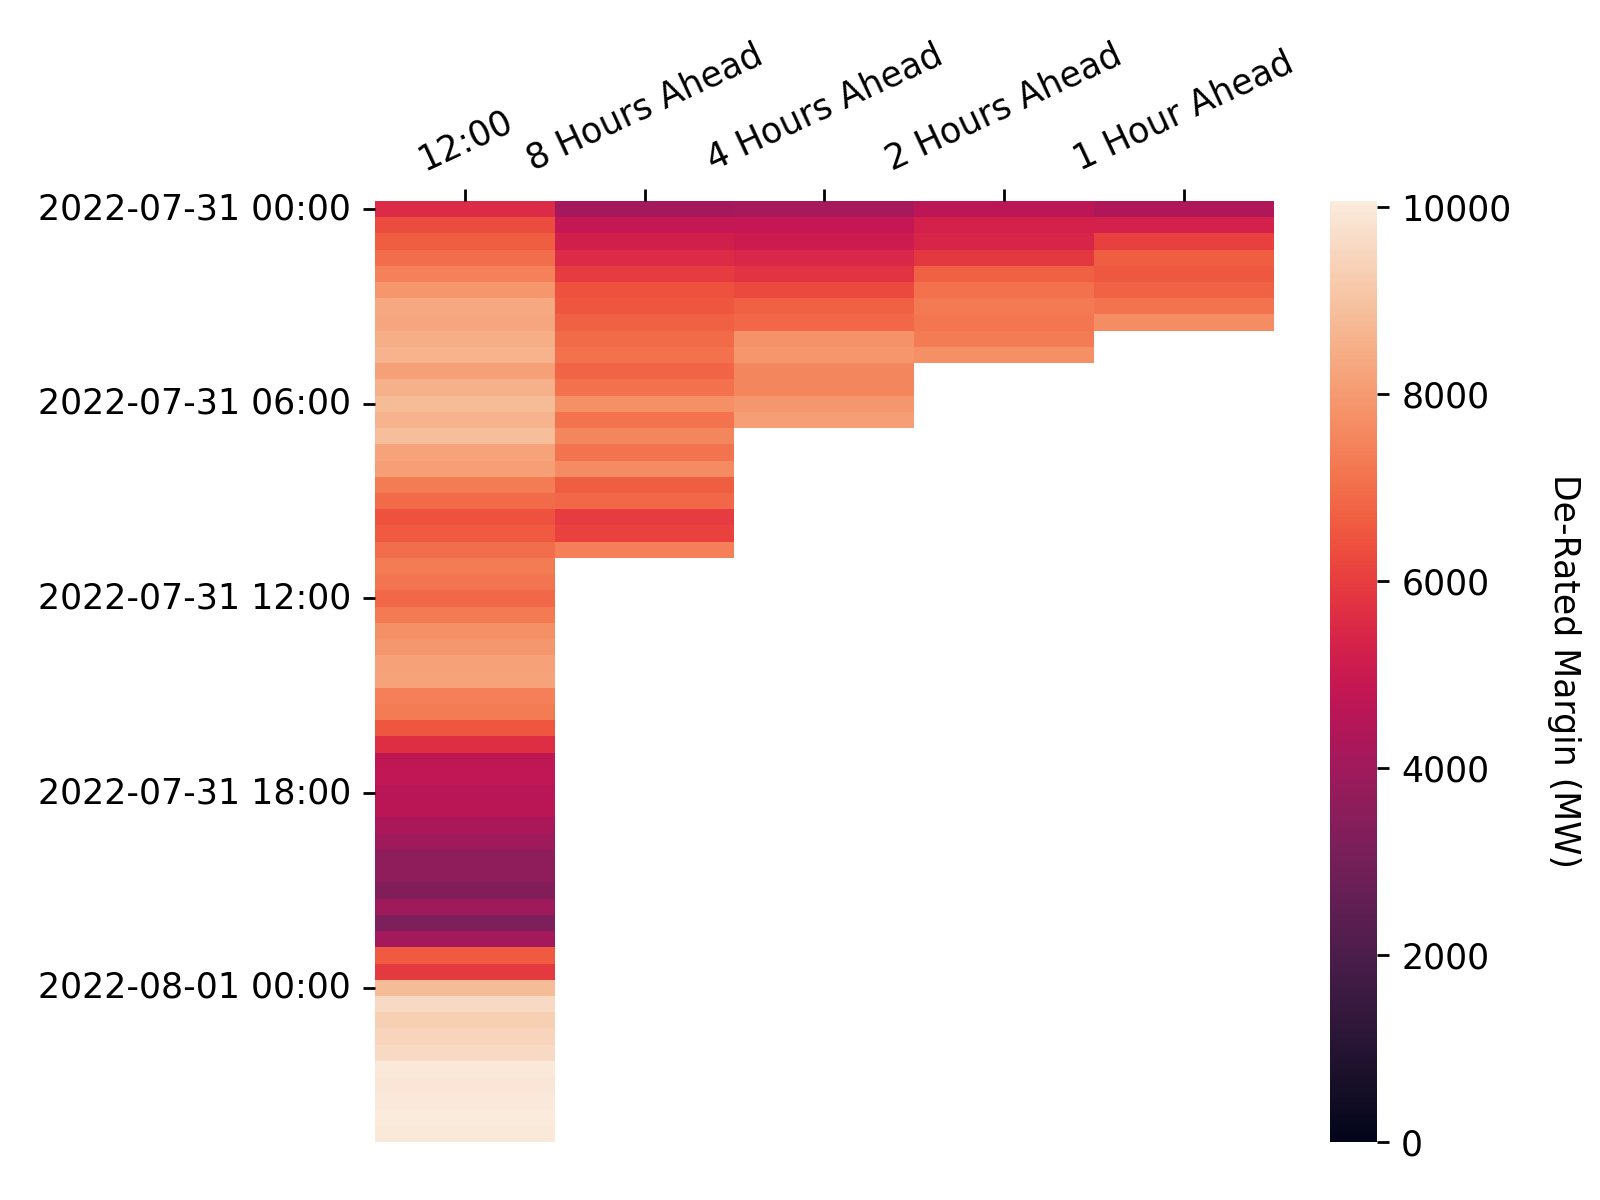 12:00
8 Hours Ahead
4 Hours Ahead
2 Hours Ahead
1 Hour Ahead
2022-07-31 00:00
2022-07-31 06:00
2022-07-31 12:00
2022-07-31 18:00
2022-08-01 00:00
10000
8000
6000
4000
2000
0
De-Rated Margin (MW)